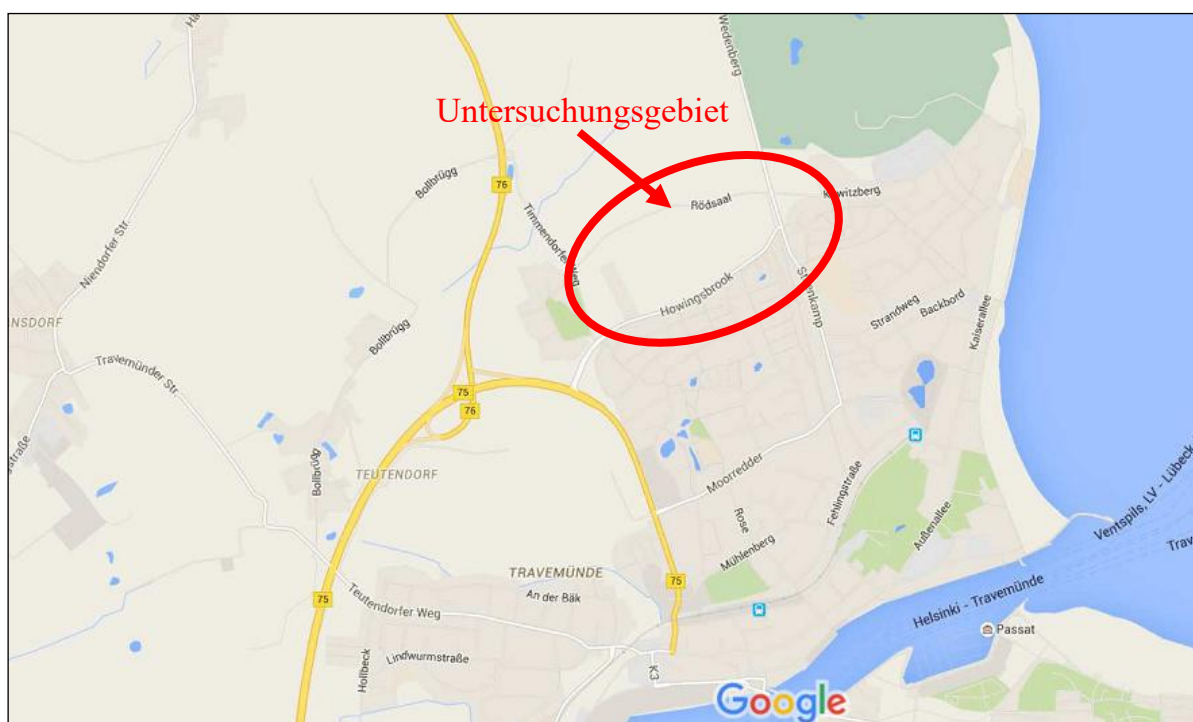 Untersuchungsgebiet
Wedenberg
76
Bollbrügg
Timmendorfer Weg
Rödsaal
Kowitzberg
Niendorfer Str.
Howingsbrook
Steenkamp
Strandweg
Backbord
Kaiserallee
ENSDORF
Travemünder Str.
Bollbrügg
75
76
TEUTENDORF
Bollbrügg
Moorredder
Fehlingstraße
Außenallee
Rose
Mühlenberg
Ventspils, LV - Lübeck
Trav
TRAVEMÜNDE
An der Bäk
75
75
Teutendorfer Weg
Helsinki - Travemünde
Passat
Lindwurmstraße
Hollbeck
K3
Google